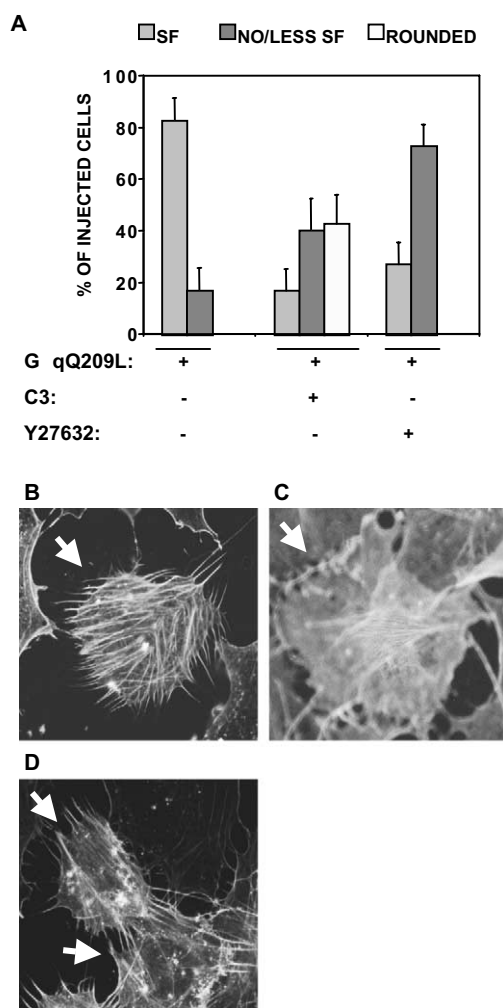 A
SF NO/LESS SF ROUNDED
100
80
60
40
20
0
% OF INJECTED CELLS
G qQ209L: + + +
C3: - + -
Y27632: - - +
B
C
D